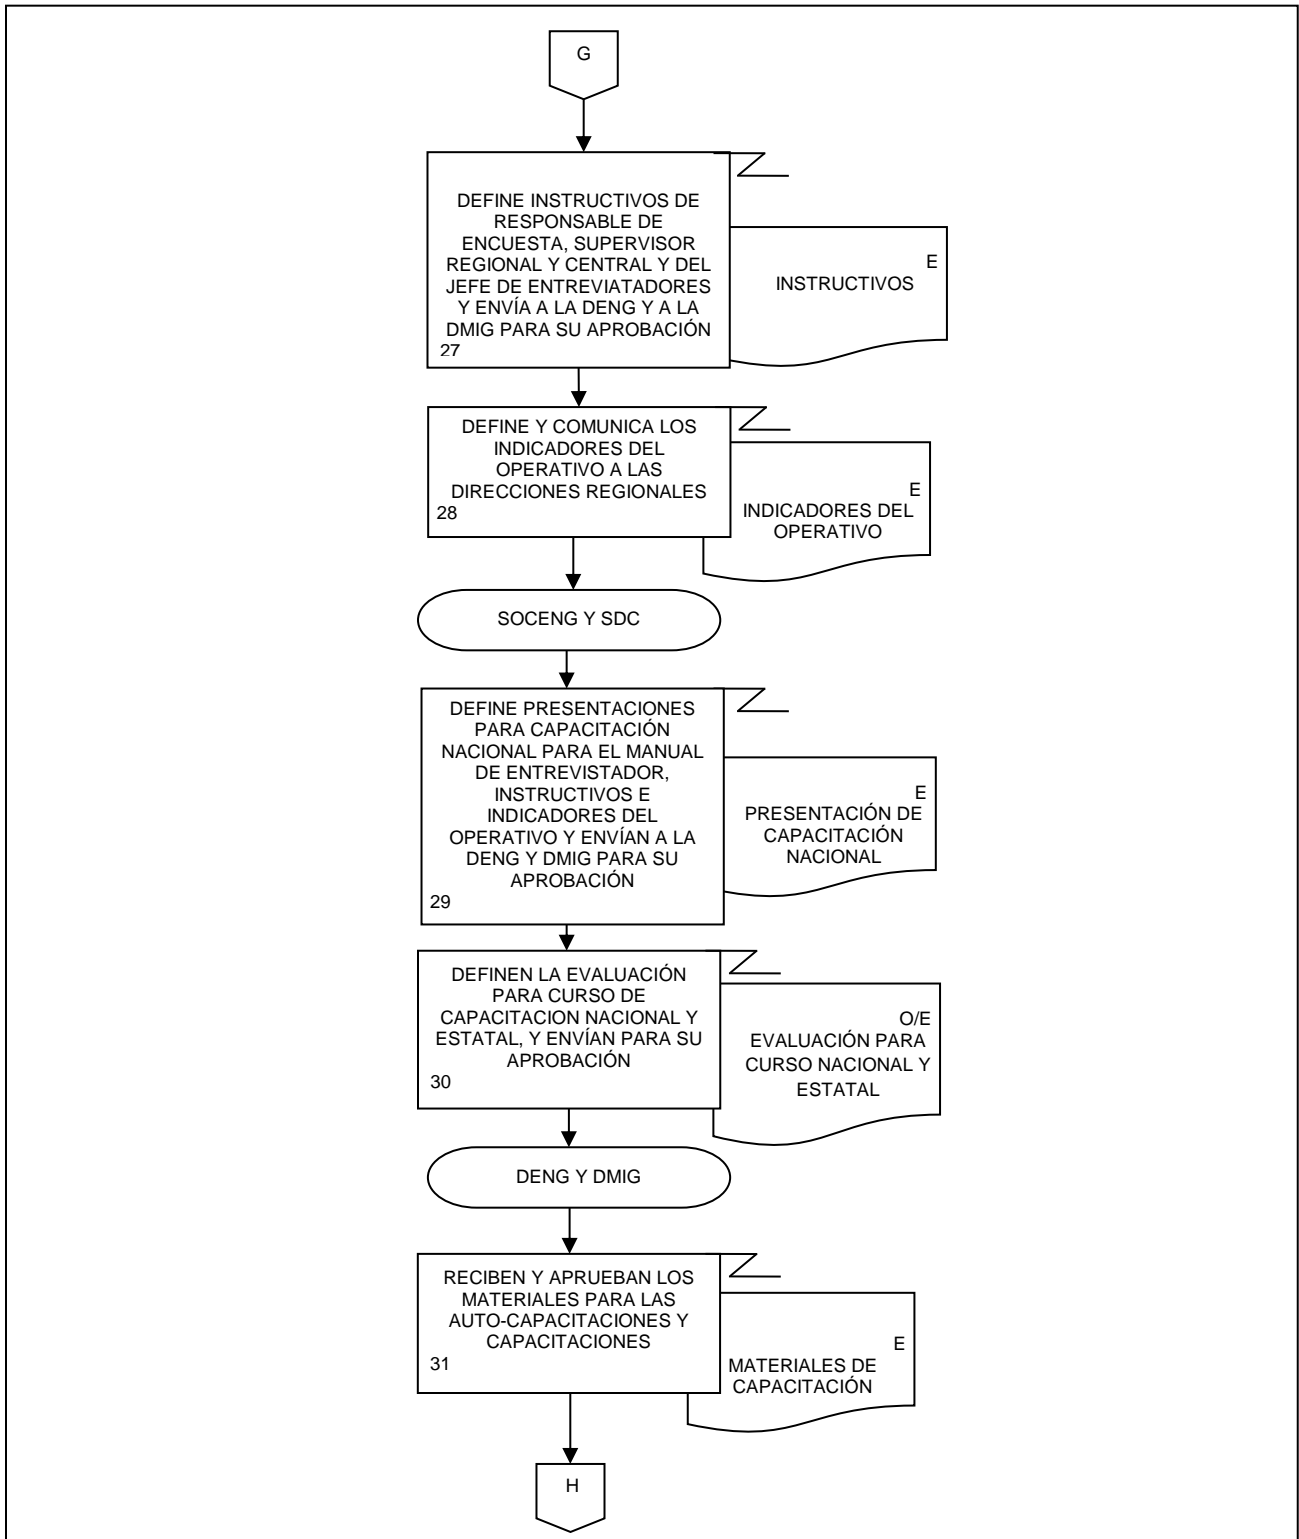 G
DEFINE INSTRUCTIVOS DE
RESPONSABLE DE
ENCUESTA, SUPERVISOR
REGIONAL Y CENTRAL Y DEL
JEFE DE ENTREVIATADORES
Y ENVÍA A LA DENG Y A LA
DMIG PARA SU APROBACIÓN
27
E
INSTRUCTIVOS
DEFINE Y COMUNICA LOS
INDICADORES DEL
OPERATIVO A LAS
DIRECCIONES REGIONALES
28
E
INDICADORES DEL
OPERATIVO
SOCENG Y SDC
DEFINE PRESENTACIONES
PARA CAPACITACIÓN
NACIONAL PARA EL MANUAL
DE ENTREVISTADOR,
INSTRUCTIVOS E
INDICADORES DEL
OPERATIVO Y ENVÍAN A LA
DENG Y DMIG PARA SU
APROBACIÓN
29
E
PRESENTACIÓN DE
CAPACITACIÓN
NACIONAL
DEFINEN LA EVALUACIÓN
PARA CURSO DE
CAPACITACION NACIONAL Y
ESTATAL, Y ENVÍAN PARA SU
APROBACIÓN
30
O/E
EVALUACIÓN PARA
CURSO NACIONAL Y
ESTATAL
DENG Y DMIG
RECIBEN Y APRUEBAN LOS
MATERIALES PARA LAS
AUTO-CAPACITACIONES Y
CAPACITACIONES
31
E
MATERIALES DE
CAPACITACIÓN
H